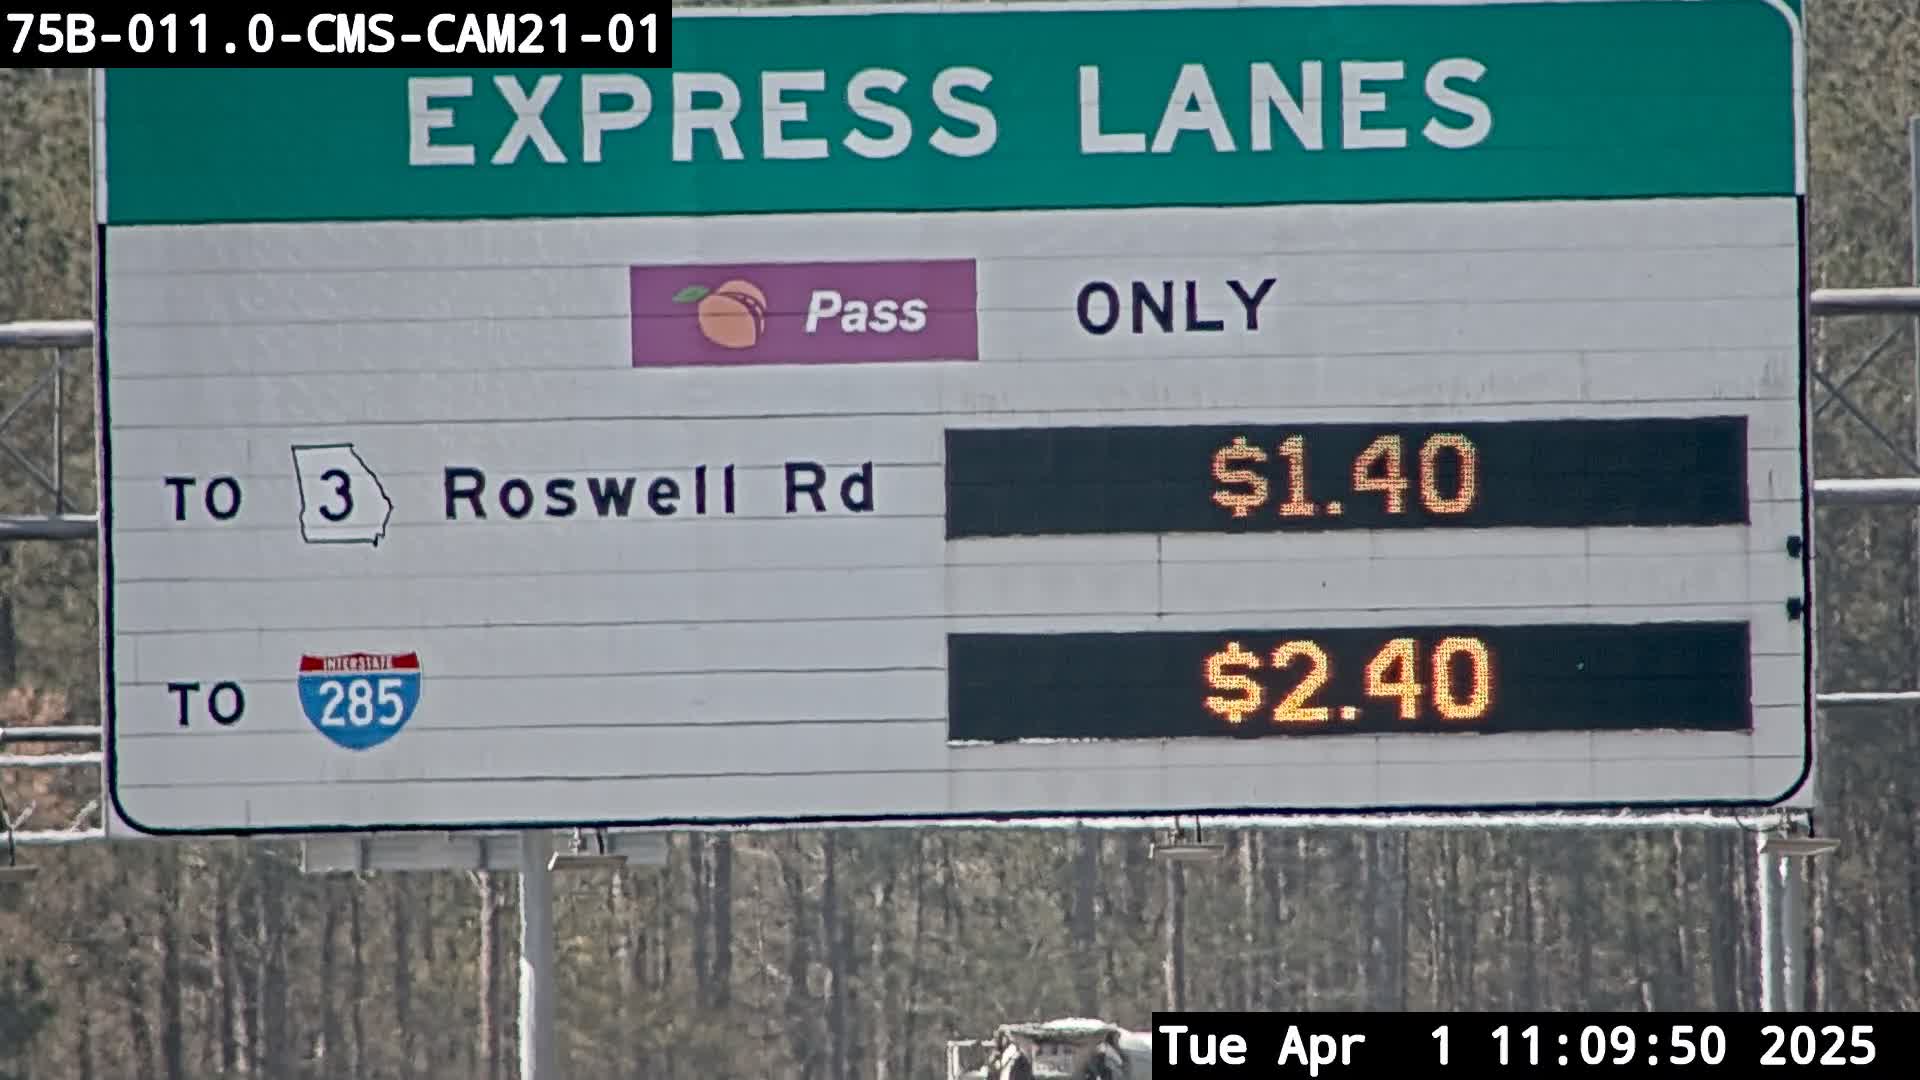 75B-011.0-CMS-CAM21-01
EXPRESS LANES
Pass ONLY
TO 3 Roswell Rd $1.40
TO INTERSTATE 285 $2.40
Tue Apr 1 11:09:50 2025